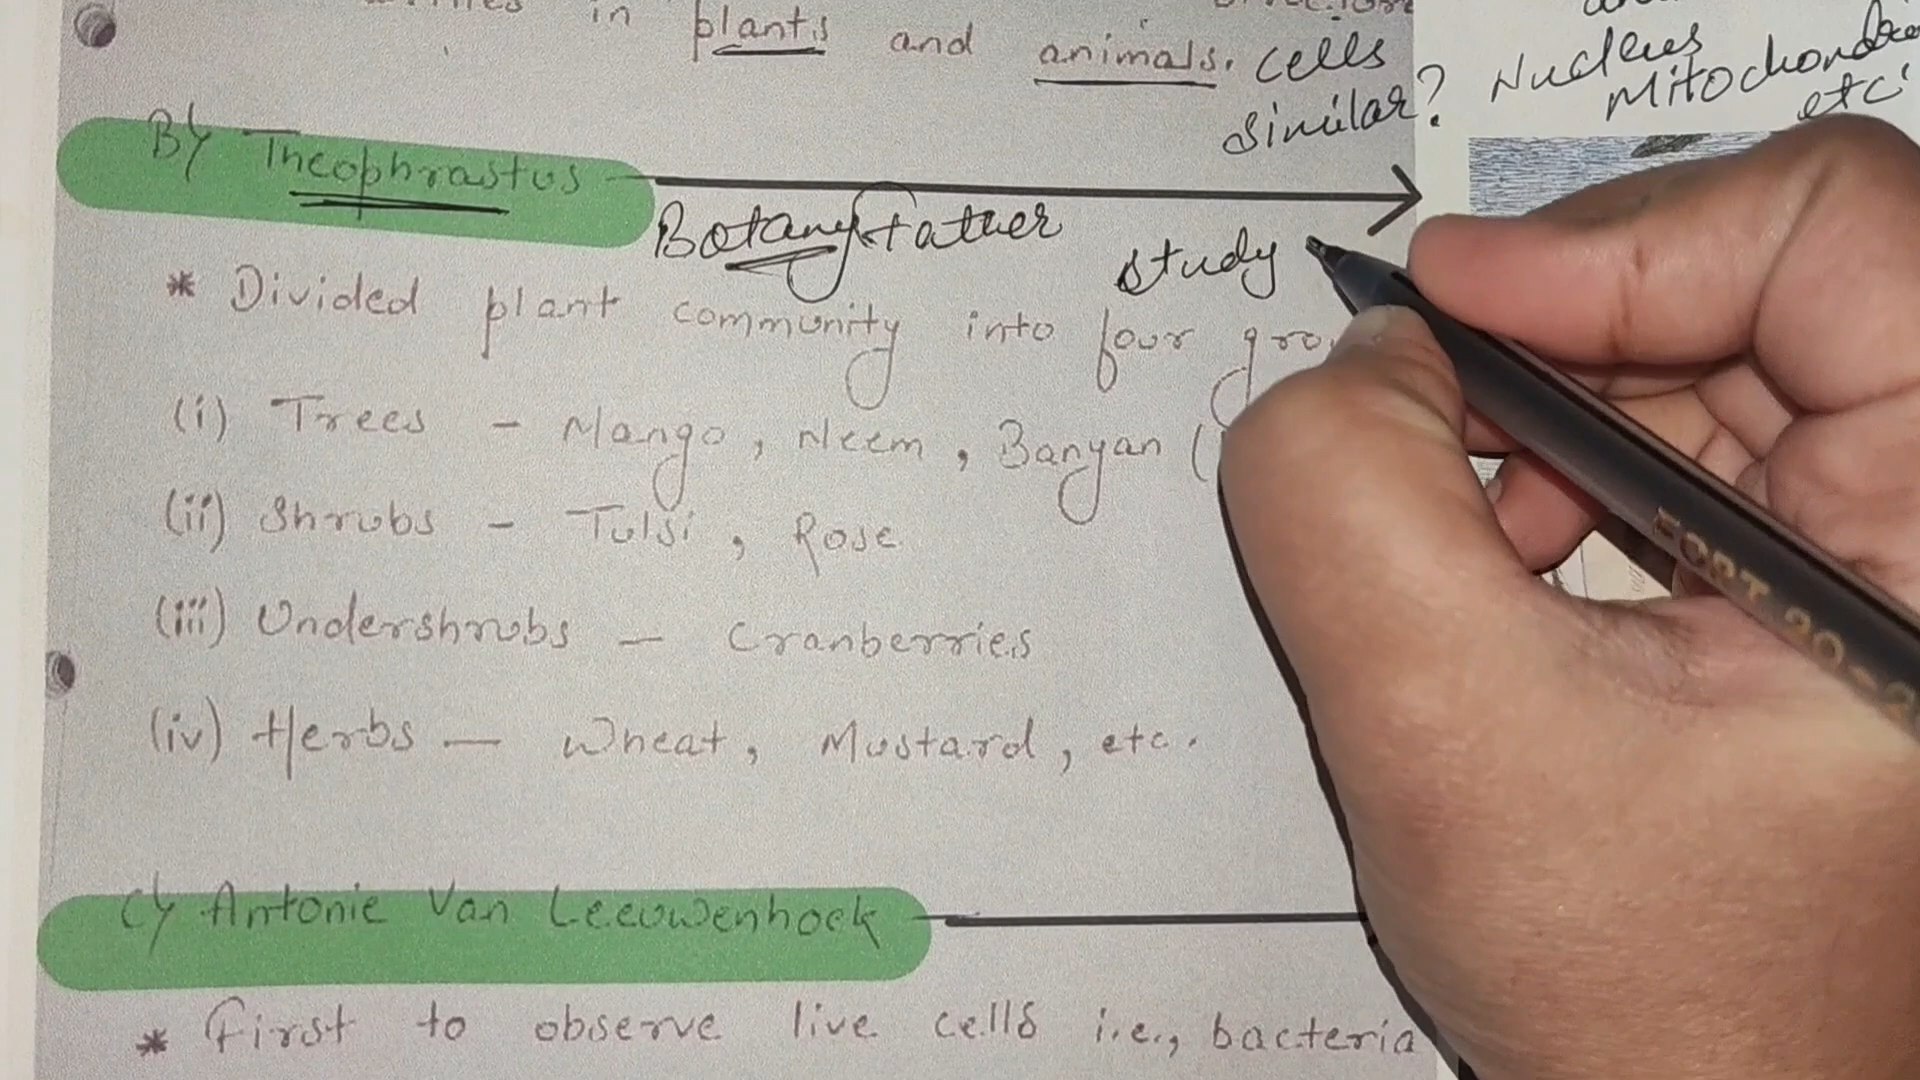 in plants and animals. cells
similar?
Nucleus
Mitochondria
etc.
B) Theophrastus
Botany Father
study
* Divided plant community into four
(i) Trees - Mango, Neem, Banyan (
(ii) Shrubs - Tulsi, Rose
(iii) Undershrubs - Cranberries
(iv) Herbs - Wheat, Mustard, etc.
C) Antonie Van Leeuwenhoek
* First to observe live cells i.e., bacteria